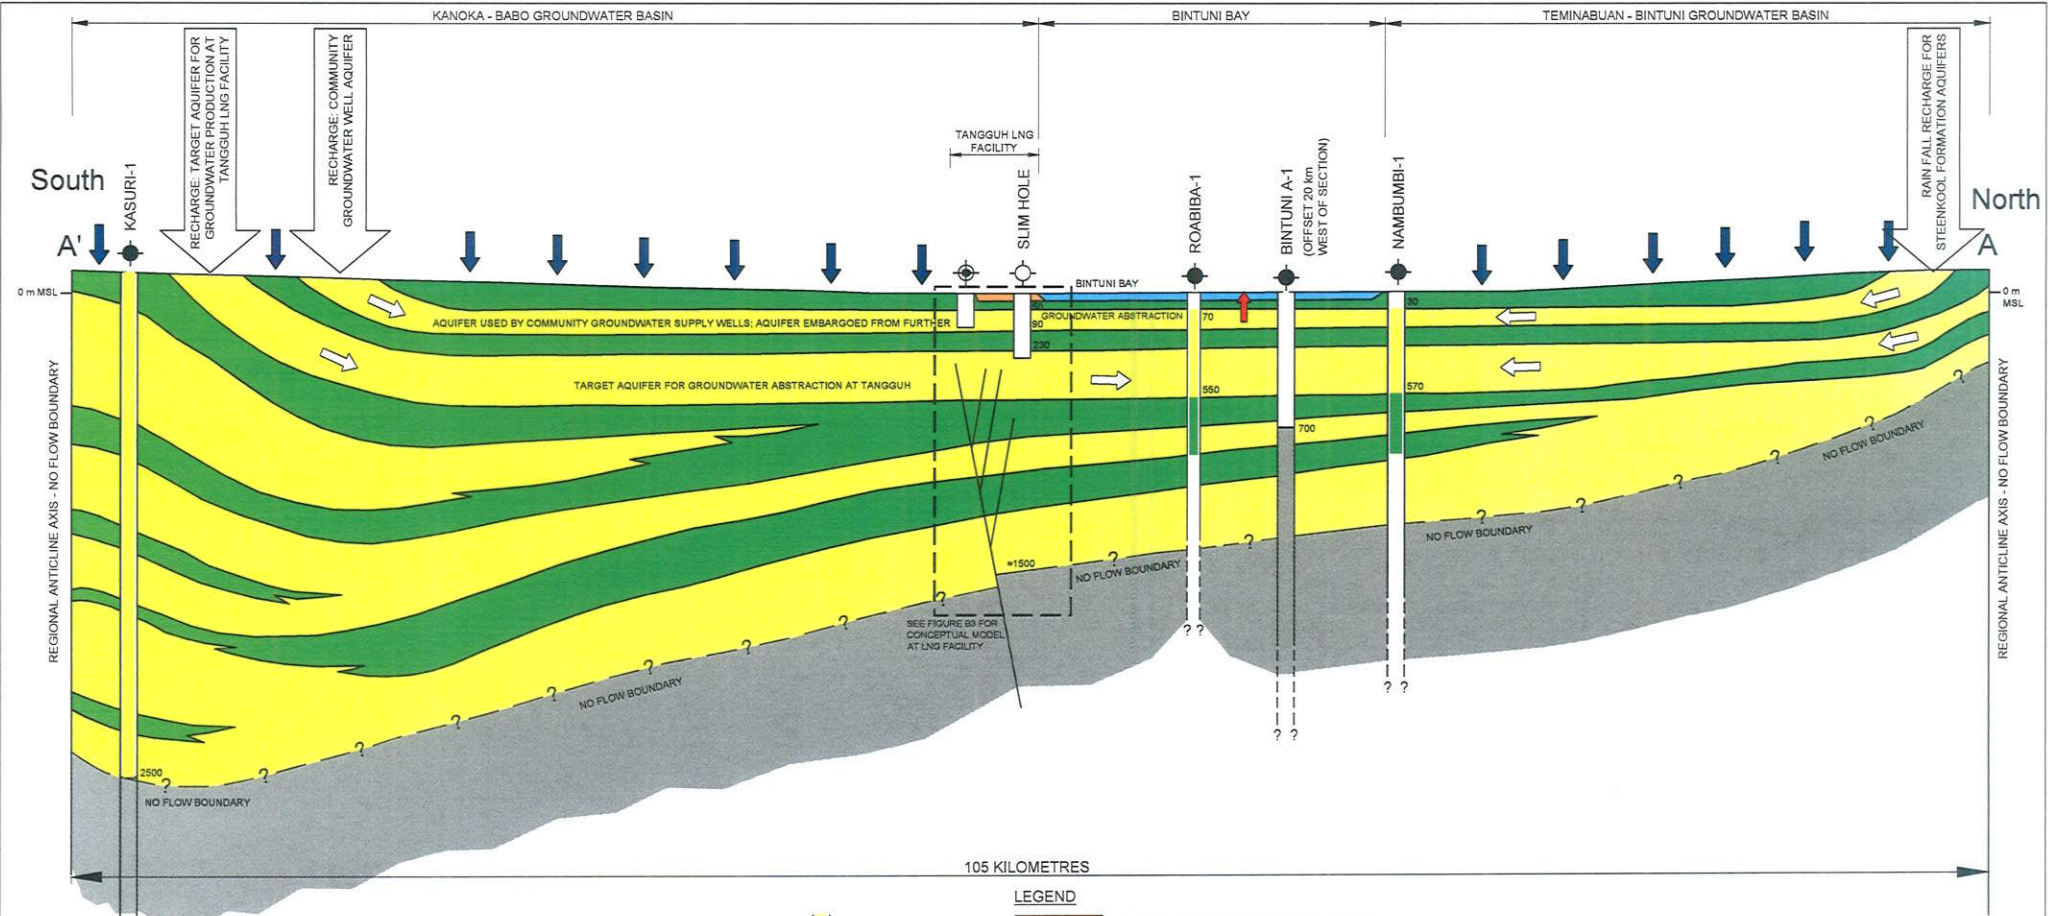 KANOKA - BABO GROUNDWATER BASIN
BINTUNI BAY
TEMINABUAN - BINTUNI GROUNDWATER BASIN
RECHARGE: TARGET AQUIFER FOR
GROUNDWATER PRODUCTION AT
TANGGUH LNG FACILITY
RECHARGE: COMMUNITY
GROUNDWATER WELL AQUIFER
RAIN FALL RECHARGE FOR
STEENKOOL FORMATION AQUIFERS
TANGGUH LNG
FACILITY
South
North
KASURI-1
SLIM HOLE
ROABIBA-1
BINTUNI A-1
(OFFSET 20 km
WEST OF SECTION)
NAMBUMBI-1
A'
A
0 m MSL
0 m
MSL
BINTUNI BAY
50
30
AQUIFER USED BY COMMUNITY GROUNDWATER SUPPLY WELLS; AQUIFER EMBARGOED FROM FURTHER
GROUNDWATER ABSTRACTION
70
90
230
TARGET AQUIFER FOR GROUNDWATER ABSTRACTION AT TANGGUH
550
570
700
REGIONAL ANTICLINE AXIS - NO FLOW BOUNDARY
REGIONAL ANTICLINE AXIS - NO FLOW BOUNDARY
? ? ? ? ? ? ? ? ? ? ? ? ? ? ? ? ?
NO FLOW BOUNDARY
NO FLOW BOUNDARY
≈1500
NO FLOW BOUNDARY
SEE FIGURE B3 FOR
CONCEPTUAL MODEL
AT LNG FACILITY
? ?
NO FLOW BOUNDARY
? ?
? ?
2500
NO FLOW BOUNDARY
105 KILOMETRES
LEGEND